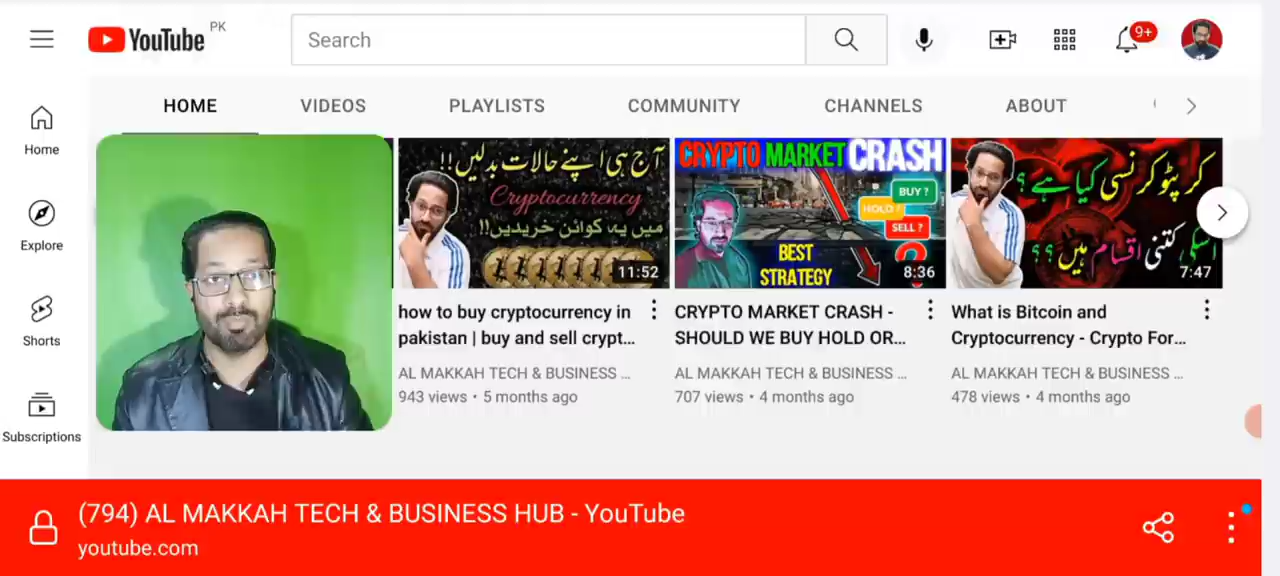 YouTube PK
Search
9+
HOME VIDEOS PLAYLISTS COMMUNITY CHANNELS ABOUT
Home
Explore
Shorts
Subscriptions
آج ہی اپنے حالات بدلیں!!
Cryptocurrency
میں یہ کوائن خریدیں!!
11:52
how to buy cryptocurrency in
pakistan | buy and sell crypt...
AL MAKKAH TECH & BUSINESS ...
943 views • 5 months ago
CRYPTO MARKET CRASH
BUY ?
HOLD ?
SELL ?
BEST
STRATEGY
8:36
CRYPTO MARKET CRASH -
SHOULD WE BUY HOLD OR...
AL MAKKAH TECH & BUSINESS ...
707 views • 4 months ago
کرپٹو کرنسی کیا ہے ؟
اسکی کتنی اقسام ہیں ؟؟
7:47
What is Bitcoin and
Cryptocurrency - Crypto For...
AL MAKKAH TECH & BUSINESS ...
478 views • 4 months ago
(794) AL MAKKAH TECH & BUSINESS HUB - YouTube
youtube.com